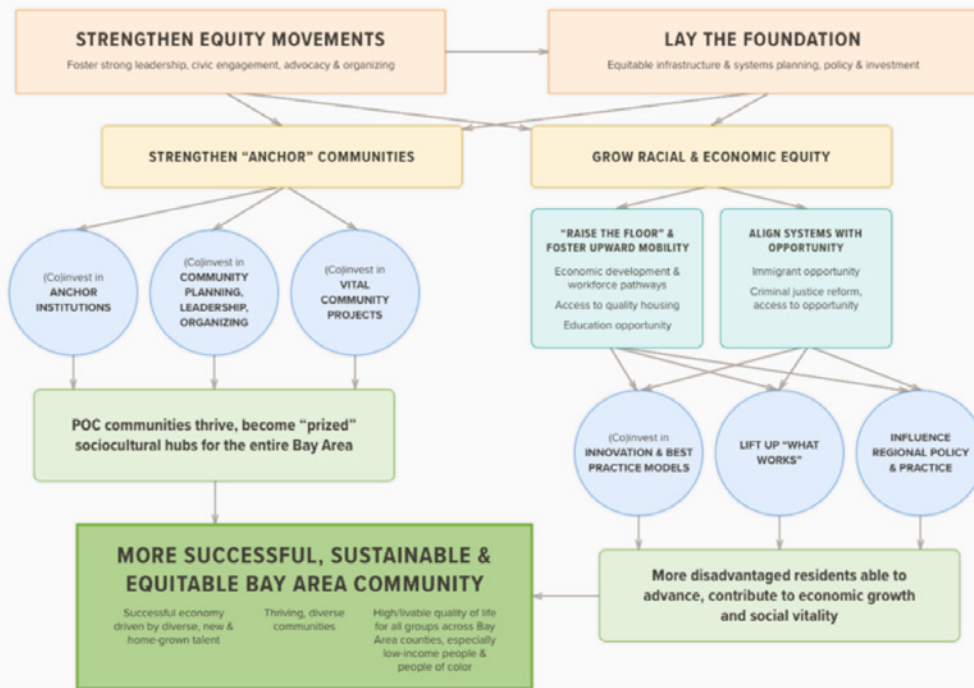 STRENGTHEN EQUITY MOVEMENTS
Foster strong leadership, civic engagement, advocacy & organizing
LAY THE FOUNDATION
Equitable infrastructure & systems planning, policy & investment
STRENGTHEN “ANCHOR” COMMUNITIES
GROW RACIAL & ECONOMIC EQUITY
(Co)invest in
ANCHOR
INSTITUTIONS
(Co)invest in
COMMUNITY
PLANNING,
LEADERSHIP,
ORGANIZING
(Co)invest in
VITAL
COMMUNITY
PROJECTS
“RAISE THE FLOOR” &
FOSTER UPWARD MOBILITY
Economic development &
workforce pathways
Access to quality housing
Education opportunity
ALIGN SYSTEMS WITH
OPPORTUNITY
Immigrant opportunity
Criminal justice reform,
access to opportunity
POC communities thrive, become “prized”
sociocultural hubs for the entire Bay Area
(Co)invest in
INNOVATION & BEST
PRACTICE MODELS
LIFT UP “WHAT
WORKS”
INFLUENCE
REGIONAL POLICY
& PRACTICE
MORE SUCCESSFUL, SUSTAINABLE &
EQUITABLE BAY AREA COMMUNITY
Successful economy
driven by diverse, new &
home-grown talent
Thriving, diverse
communities
High/livable quality of life
for all groups across Bay
Area counties, especially
low-income people &
people of color
More disadvantaged residents able to
advance, contribute to economic growth
and social vitality